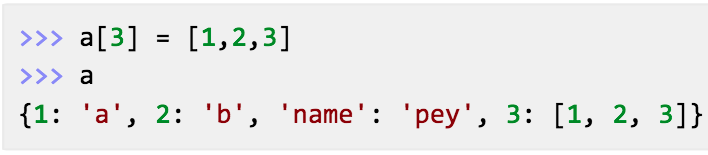 >>> a[3] = [1,2,3]
>>> a
{1: 'a', 2: 'b', 'name': 'pey', 3: [1, 2, 3]}